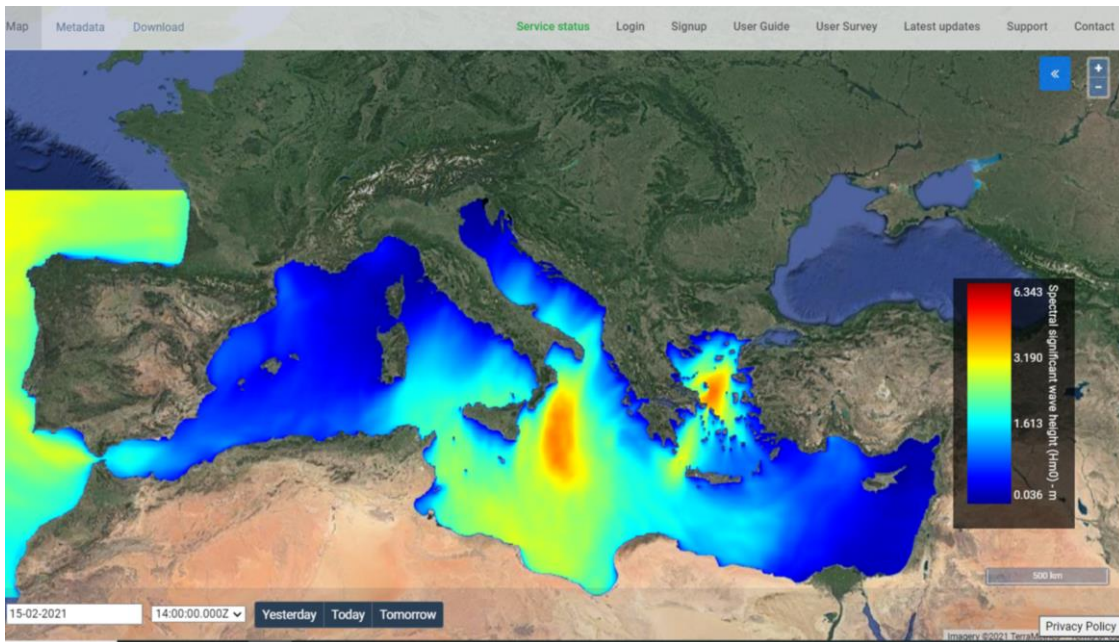 Map Metadata Download Service status Login Signup User Guide User Survey Latest updates Support Contact
«
+
−
6.343
3.190
1.613
0.036
Spectral significant wave height (Hm0) - m
500 km
15-02-2021 14:00:00.000Z Yesterday Today Tomorrow
Privacy Policy
Imagery ©2021